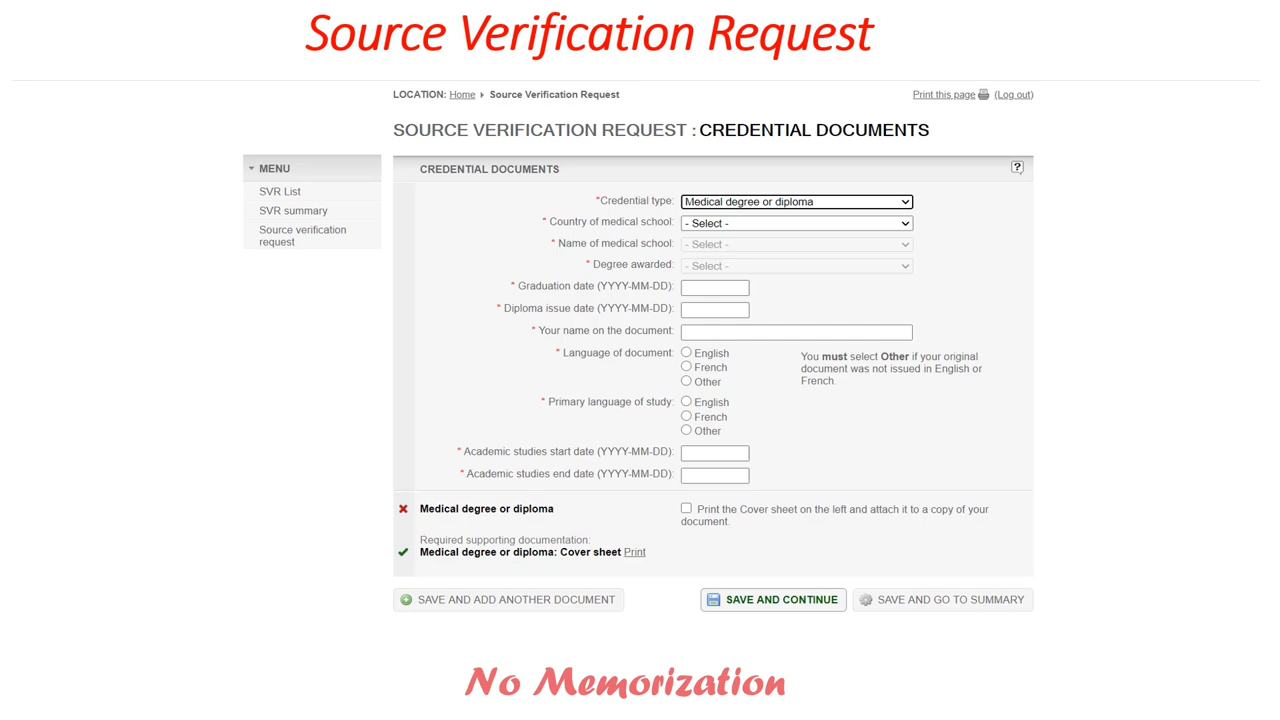 Source Verification Request
LOCATION: Home Source Verification Request
Print this page (Log out)
SOURCE VERIFICATION REQUEST : CREDENTIAL DOCUMENTS
MENU
SVR List
SVR summary
Source verification
request
CREDENTIAL DOCUMENTS ?
*Credential type: Medical degree or diploma
* Country of medical school: - Select -
* Name of medical school: - Select -
* Degree awarded: - Select -
* Graduation date (YYYY-MM-DD):
* Diploma issue date (YYYY-MM-DD):
* Your name on the document:
* Language of document: English
French
Other
You must select Other if your original
document was not issued in English or
French.
* Primary language of study: English
French
Other
* Academic studies start date (YYYY-MM-DD):
* Academic studies end date (YYYY-MM-DD):
Medical degree or diploma
Print the Cover sheet on the left and attach it to a copy of your
document.
Required supporting documentation:
Medical degree or diploma: Cover sheet Print
SAVE AND ADD ANOTHER DOCUMENT
SAVE AND CONTINUE
SAVE AND GO TO SUMMARY
No Memorization